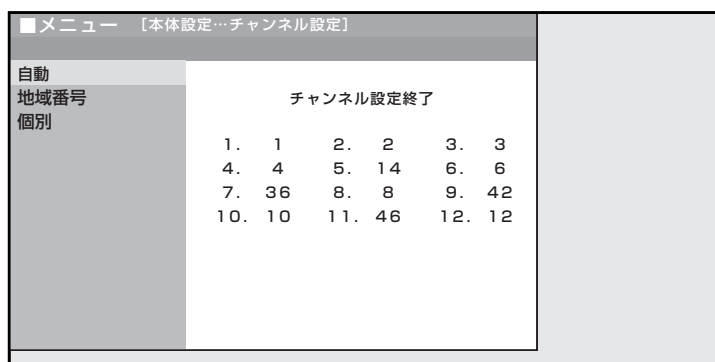 ■メニュー [本体設定…チャンネル設定]
自動
地域番号
個別
チャンネル設定終了
1. 1 2. 2 3. 3
4. 4 5. 14 6. 6
7. 36 8. 8 9. 42
10. 10 11. 46 12. 12